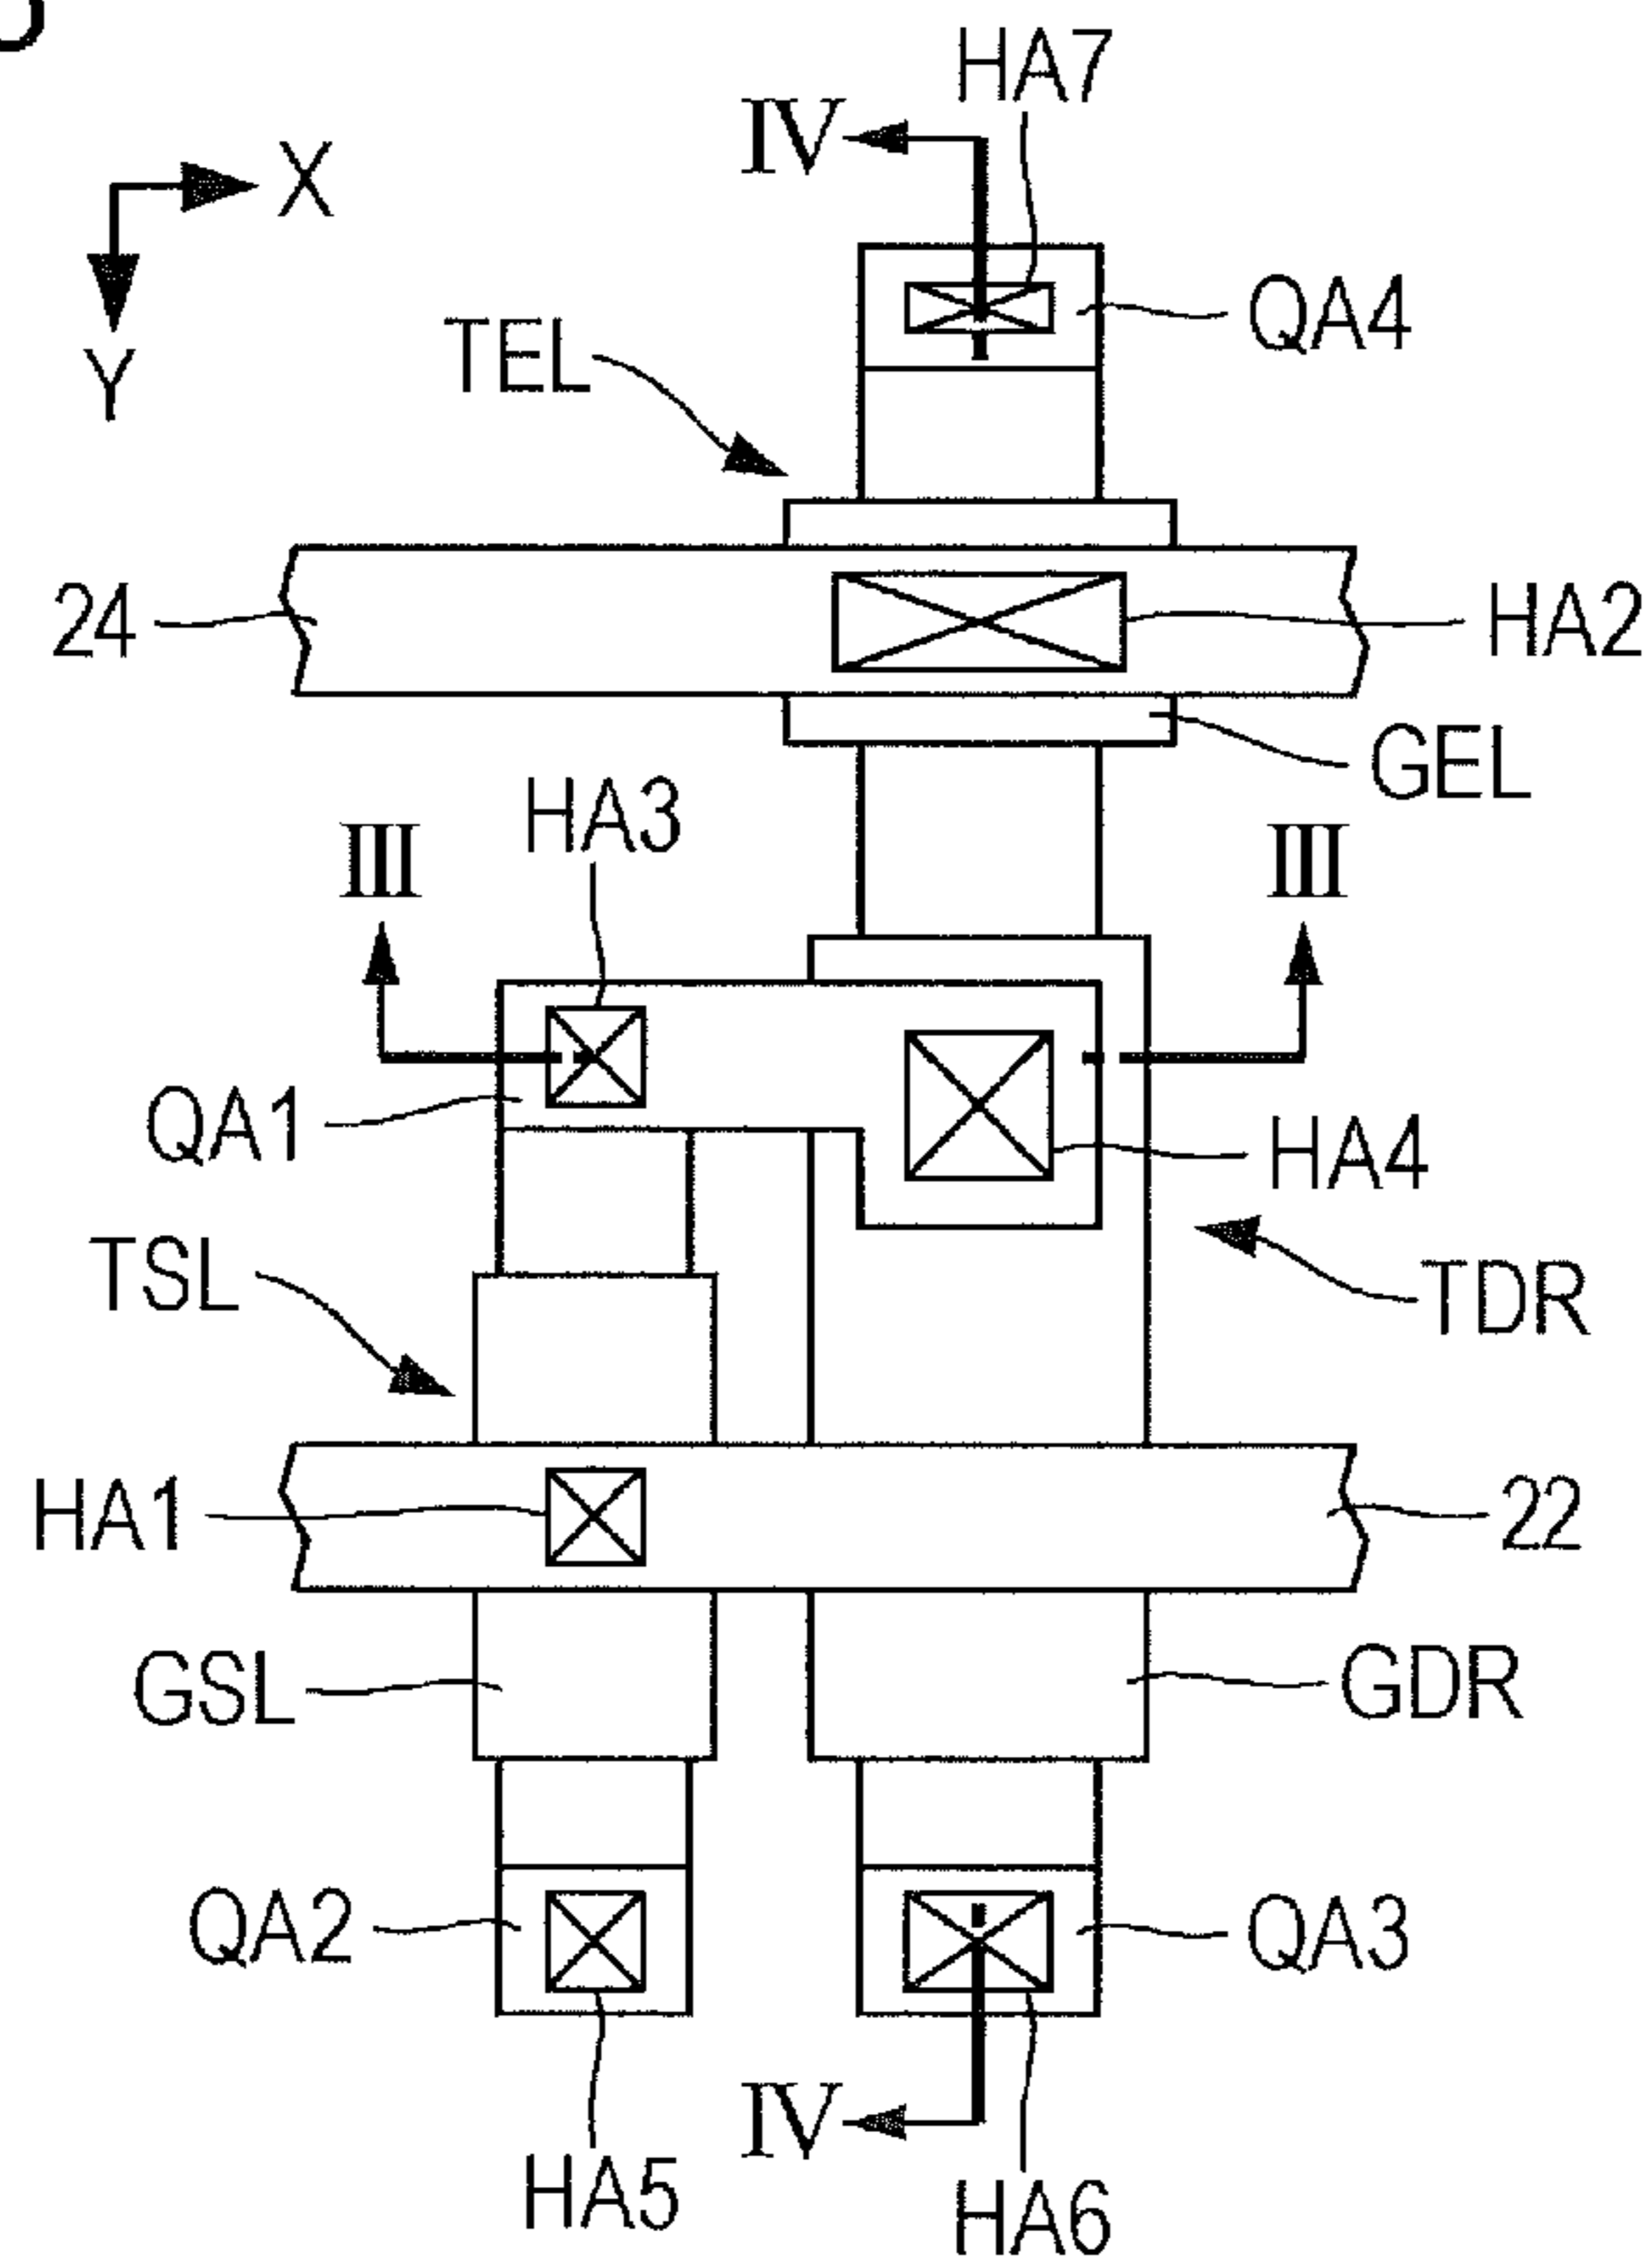 HA7
IV
X
QA4
TEL
Y
24
HA2
GEL
HA3
III
III
QA1
HA4
TSL
TDR
HA1
22
GSL
GDR
QA2
QA3
IV
HA5
HA6